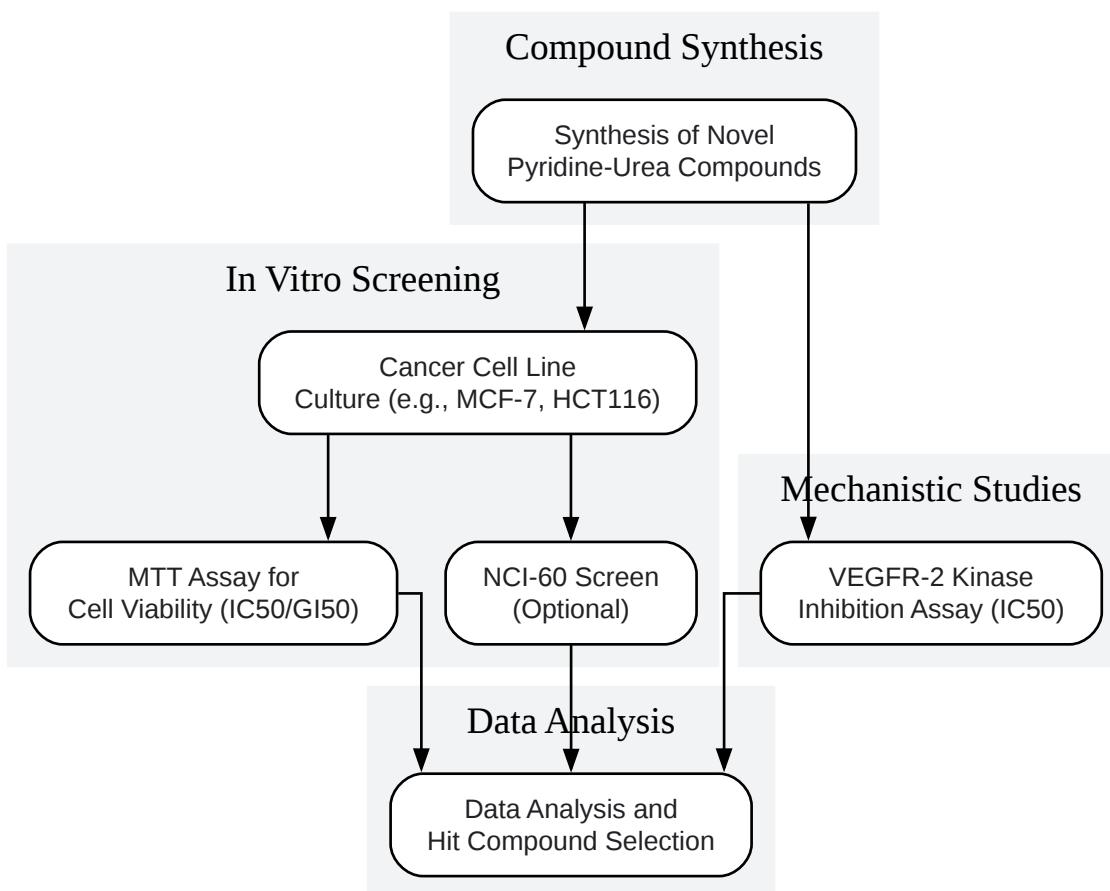 Compound Synthesis
Synthesis of Novel
Pyridine-Urea Compounds
In Vitro Screening
Cancer Cell Line
Culture (e.g., MCF-7, HCT116)
Mechanistic Studies
MTT Assay for
Cell Viability (IC50/GI50)
NCI-60 Screen
(Optional)
VEGFR-2 Kinase
Inhibition Assay (IC50)
Data Analysis
Data Analysis and
Hit Compound Selection